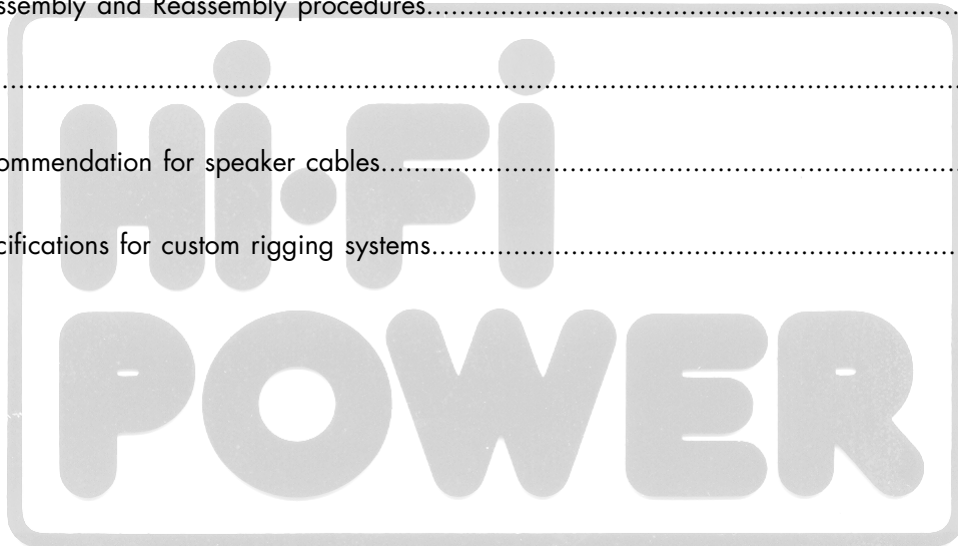 ssembly and Reassembly procedures..........................................................................
..........................................................................
ommendation for speaker cables..........................................................................
cifications for custom rigging systems..........................................................................
Hi·Fi
POWER